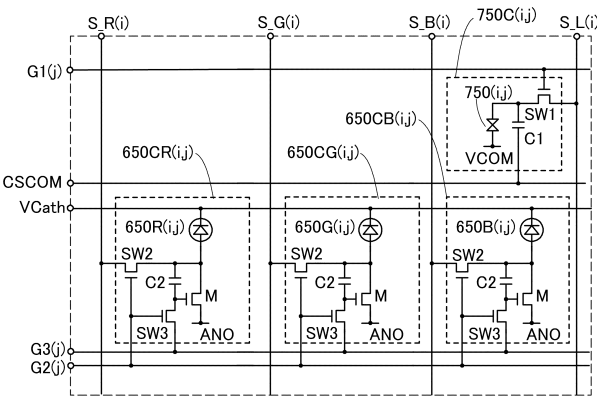 S_R(i) S_G(i) S_B(i) S_L(i)
750C(i,j)
G1(j)
750(i,j)
SW1
650CB(i,j)
C1
VCOM
650CR(i,j) 650CG(i,j)
CSCOM
VCath
650R(i,j) 650G(i,j) 650B(i,j)
SW2 SW2 SW2
C2 C2 C2
M M M
SW3 ANO SW3 ANO SW3 ANO
G3(j)
G2(j)